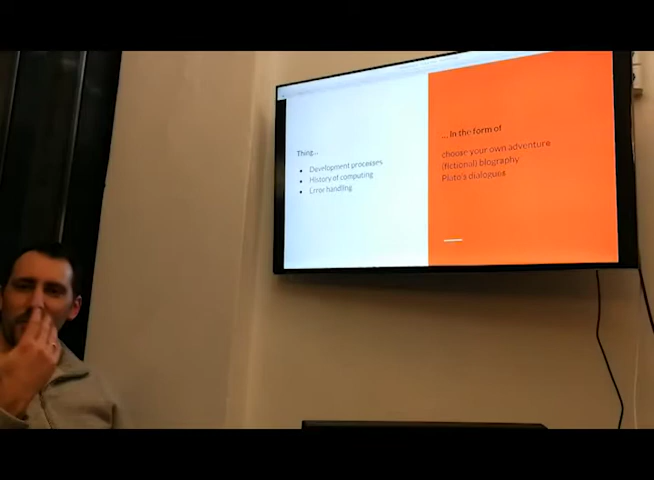 Thing...
• Development processes
• History of computing
• Error handling
... In the form of
choose your own adventure
(fictional) biography
Plato's dialogues